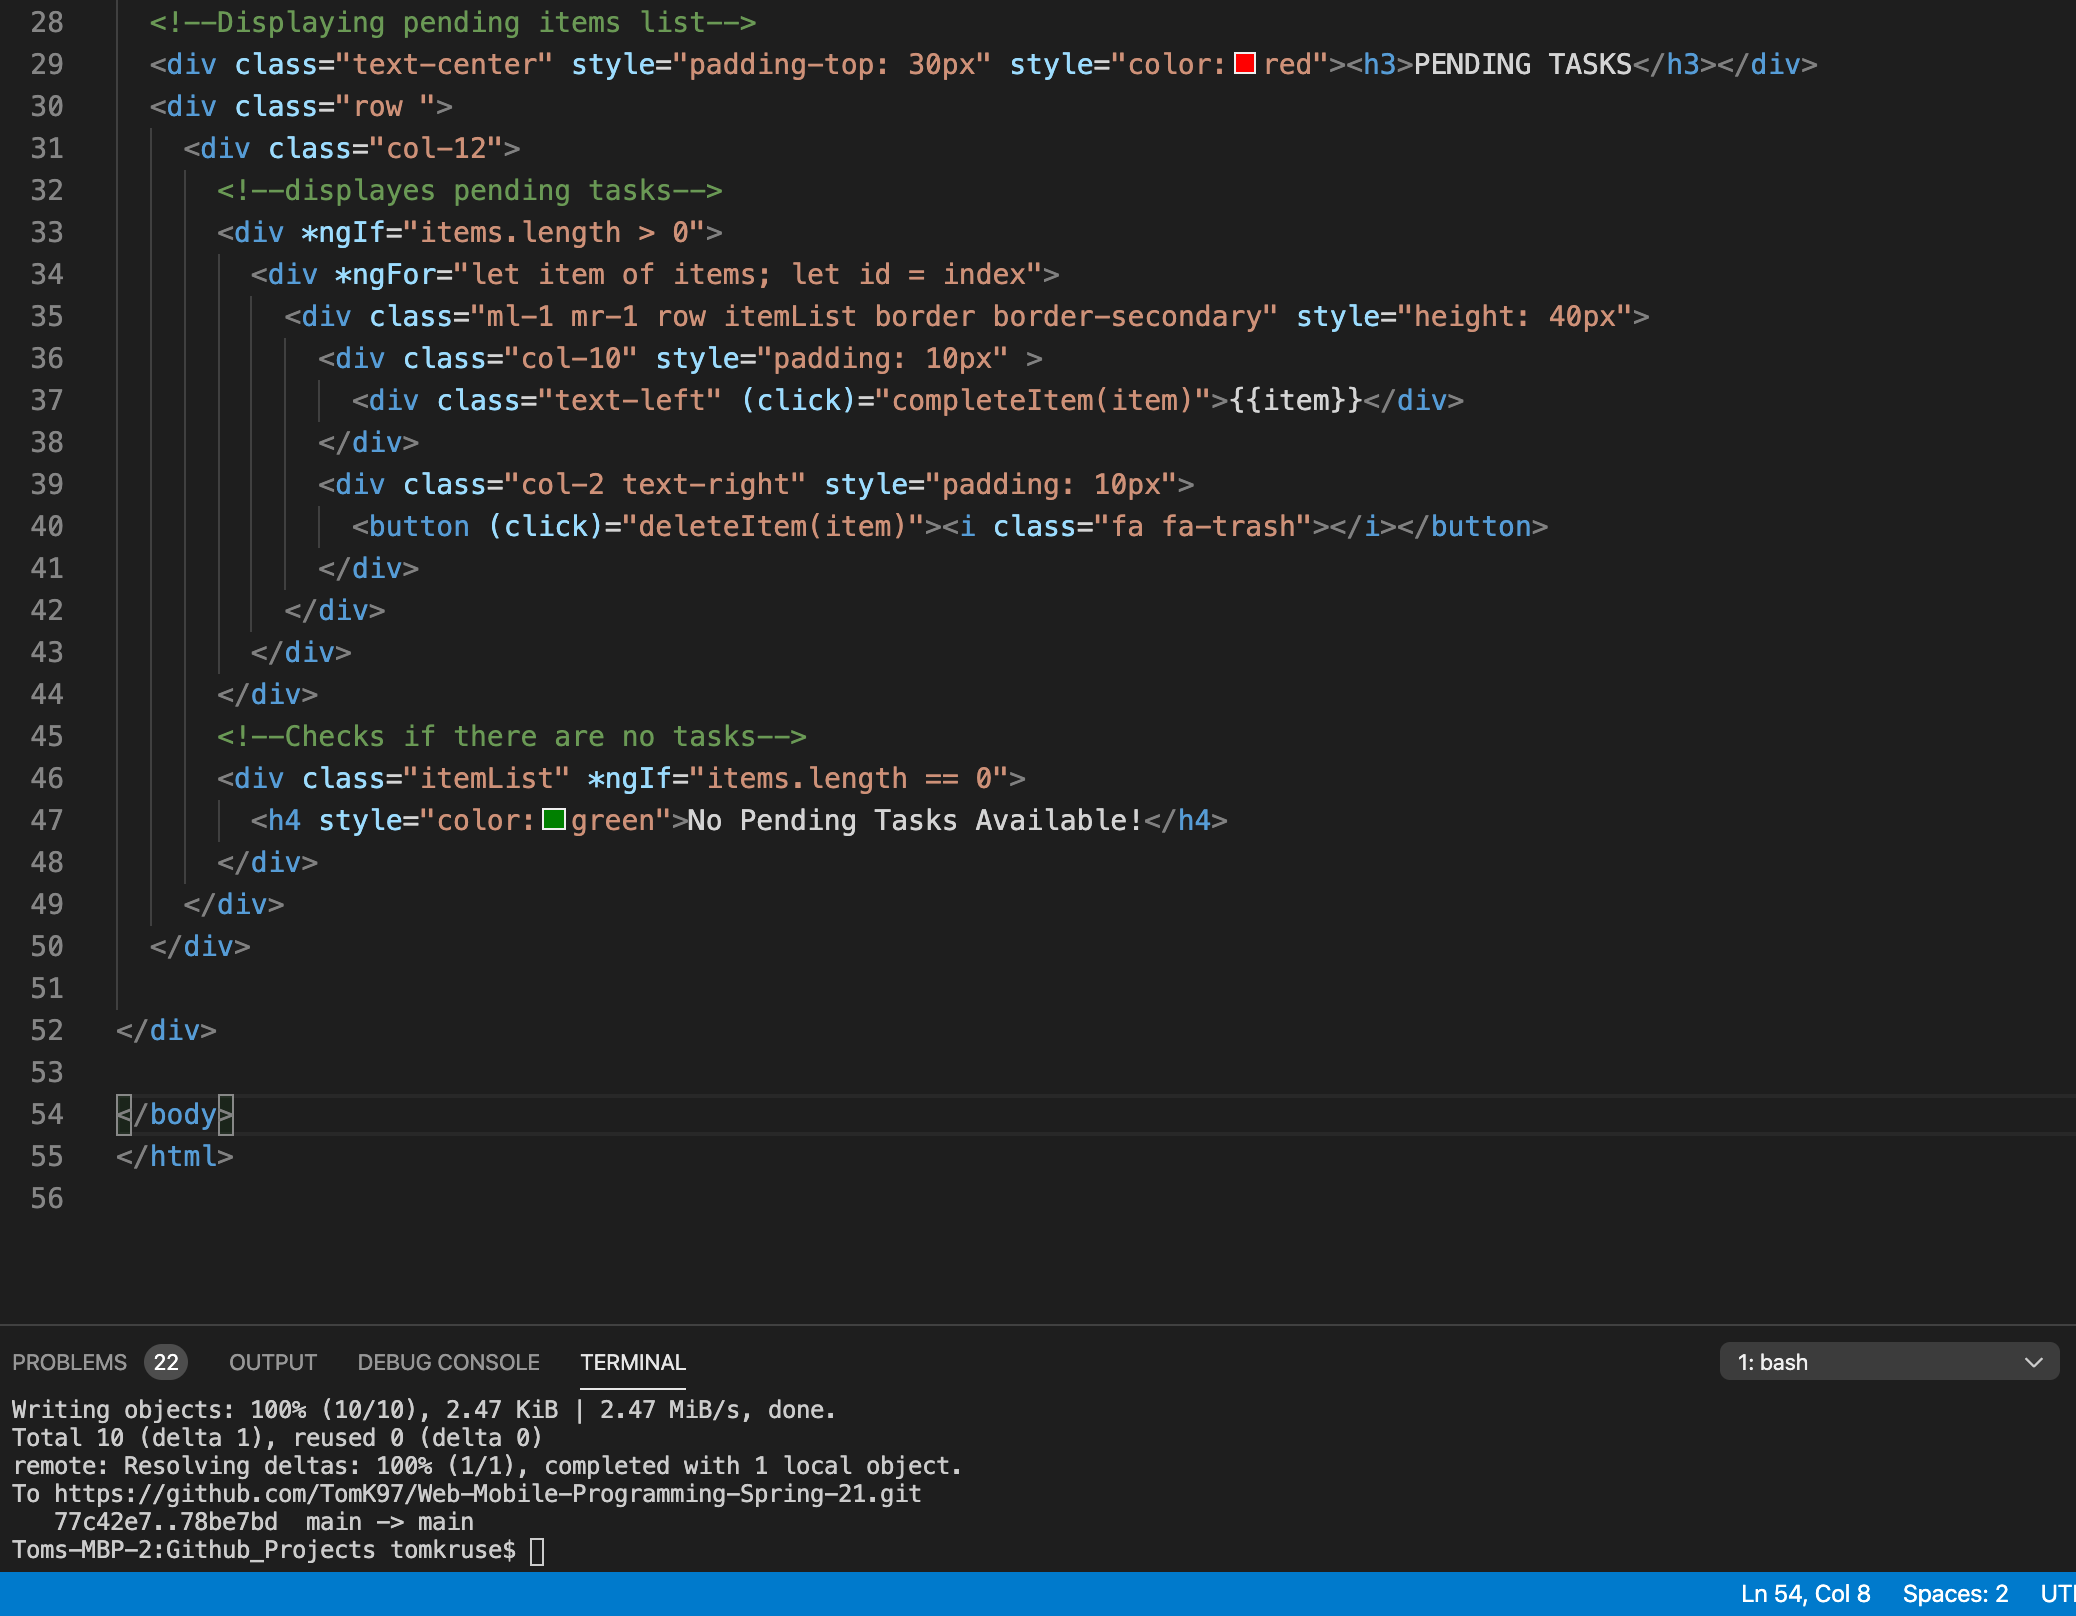 28 <!--Displaying pending items list-->
29 <div class="text-center" style="padding-top: 30px" style="color:red"><h3>PENDING TASKS</h3></div>
30 <div class="row ">
31 <div class="col-12">
32 <!--displayes pending tasks-->
33 <div *ngIf="items.length > 0">
34 <div *ngFor="let item of items; let id = index">
35 <div class="ml-1 mr-1 row itemList border border-secondary" style="height: 40px">
36 <div class="col-10" style="padding: 10px" >
37 <div class="text-left" (click)="completeItem(item)">{{item}}</div>
38 </div>
39 <div class="col-2 text-right" style="padding: 10px">
40 <button (click)="deleteItem(item)"><i class="fa fa-trash"></i></button>
41 </div>
42 </div>
43 </div>
44 </div>
45 <!--Checks if there are no tasks-->
46 <div class="itemList" *ngIf="items.length == 0">
47 <h4 style="color:green">No Pending Tasks Available!</h4>
48 </div>
49 </div>
50 </div>
51
52 </div>
53
54 </body>
55 </html>
56
PROBLEMS 22 OUTPUT DEBUG CONSOLE TERMINAL 1: bash
Writing objects: 100% (10/10), 2.47 KiB | 2.47 MiB/s, done.
Total 10 (delta 1), reused 0 (delta 0)
remote: Resolving deltas: 100% (1/1), completed with 1 local object.
To https://github.com/TomK97/Web-Mobile-Programming-Spring-21.git
77c42e7..78be7bd main -> main
Toms-MBP-2:Github_Projects tomkruse$
Ln 54, Col 8 Spaces: 2